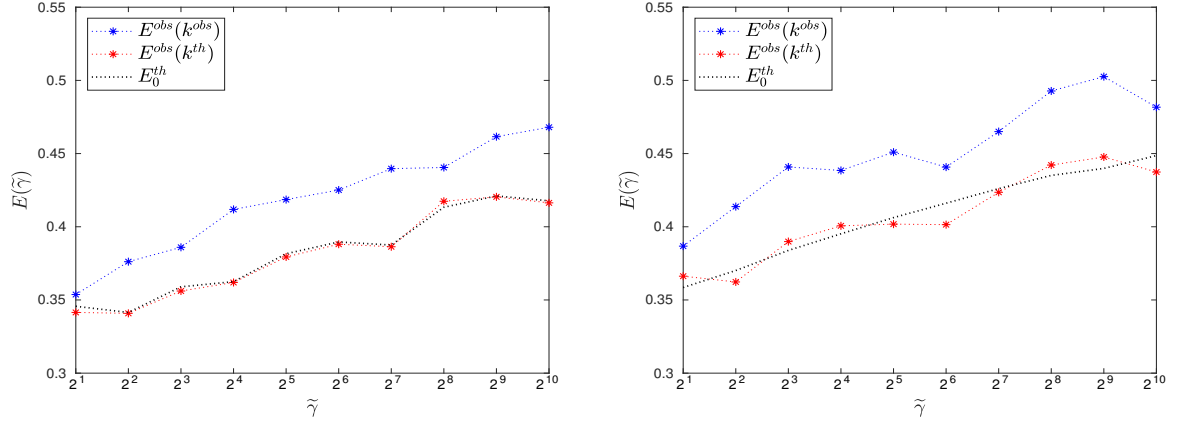 0.55
0.5
0.45
0.4
0.35
0.3
E(γ̃)
E^{obs}(k^{obs})
E^{obs}(k^{th})
E_0^{th}
2^1 2^2 2^3 2^4 2^5 2^6 2^7 2^8 2^9 2^{10}
γ̃
0.55
0.5
0.45
0.4
0.35
0.3
E(γ̃)
E^{obs}(k^{obs})
E^{obs}(k^{th})
E_0^{th}
2^1 2^2 2^3 2^4 2^5 2^6 2^7 2^8 2^9 2^{10}
γ̃